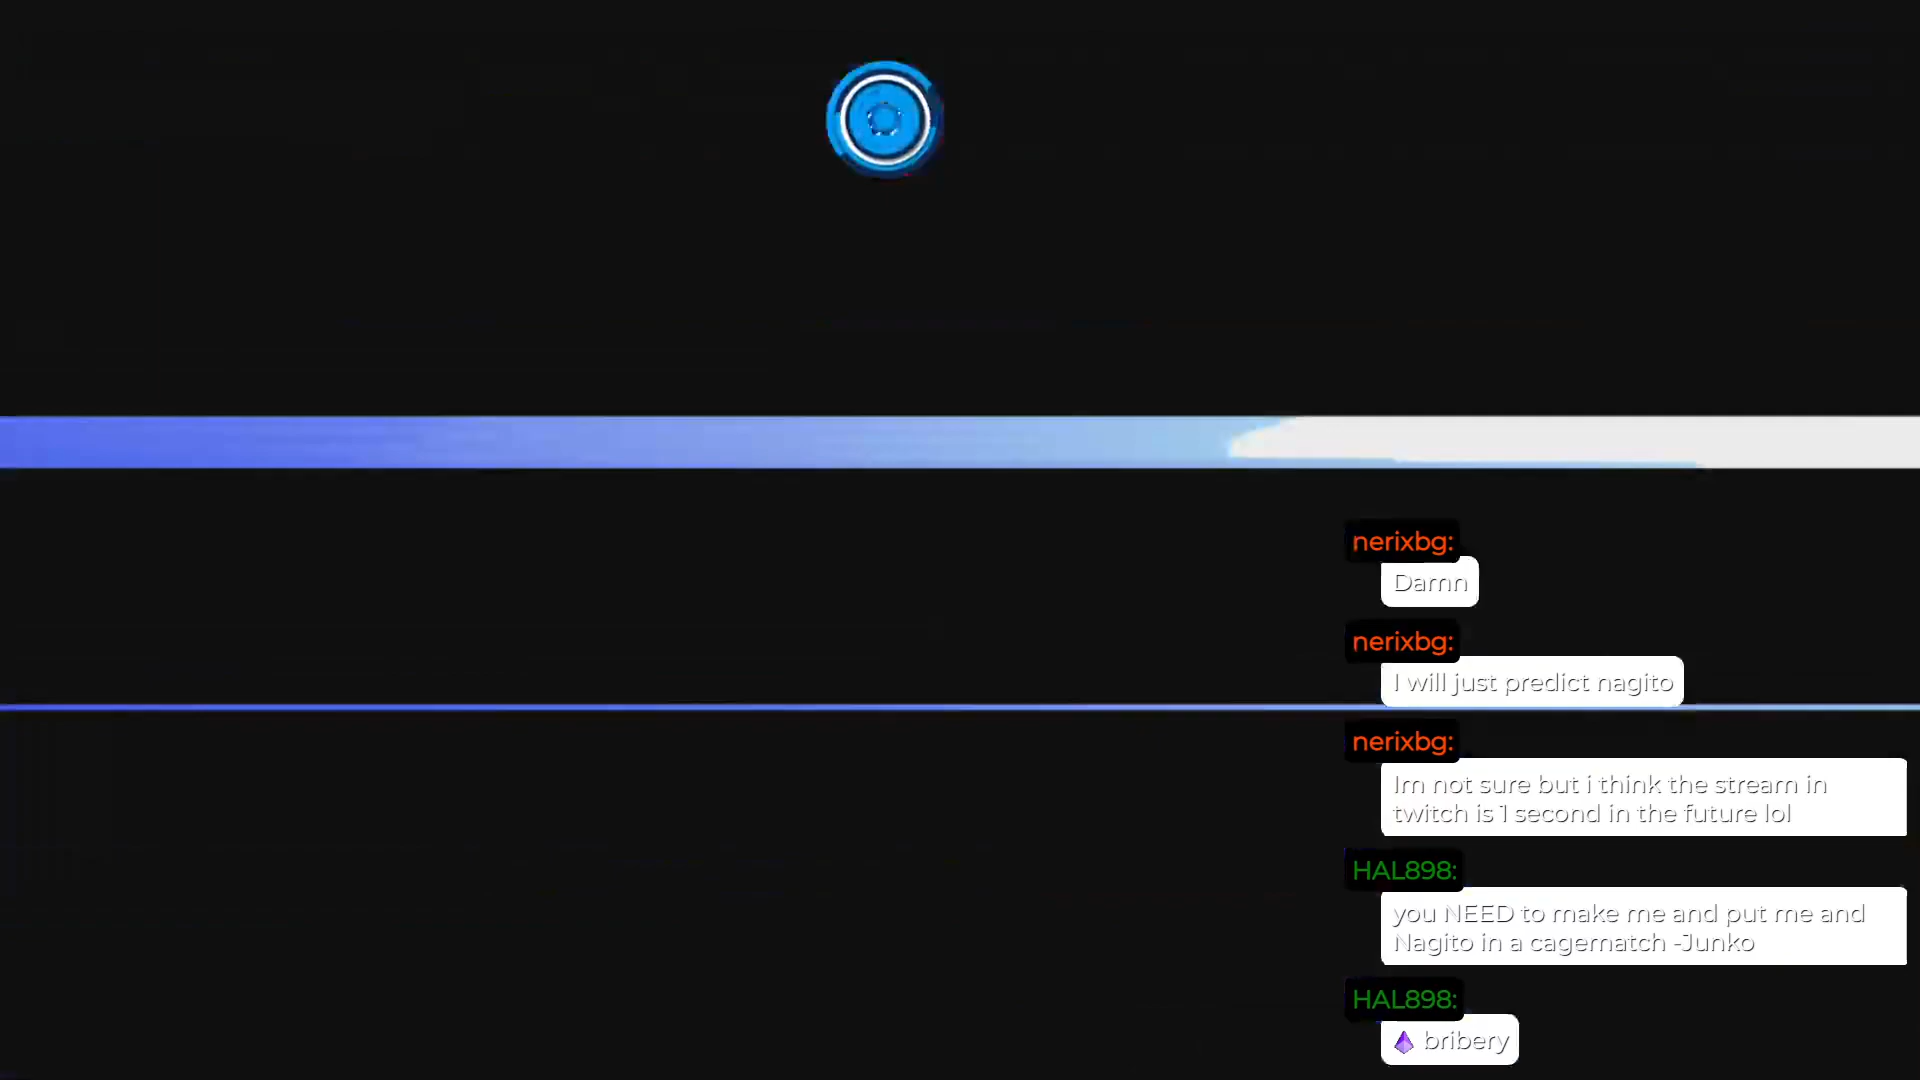 nerixbg:
Damn
nerixbg:
I will just predict nagito
nerixbg:
Im not sure but i think the stream in
twitch is 1 second in the future lol
HAL898:
you NEED to make me and put me and
Nagito in a cagematch -Junko
HAL898:
bribery